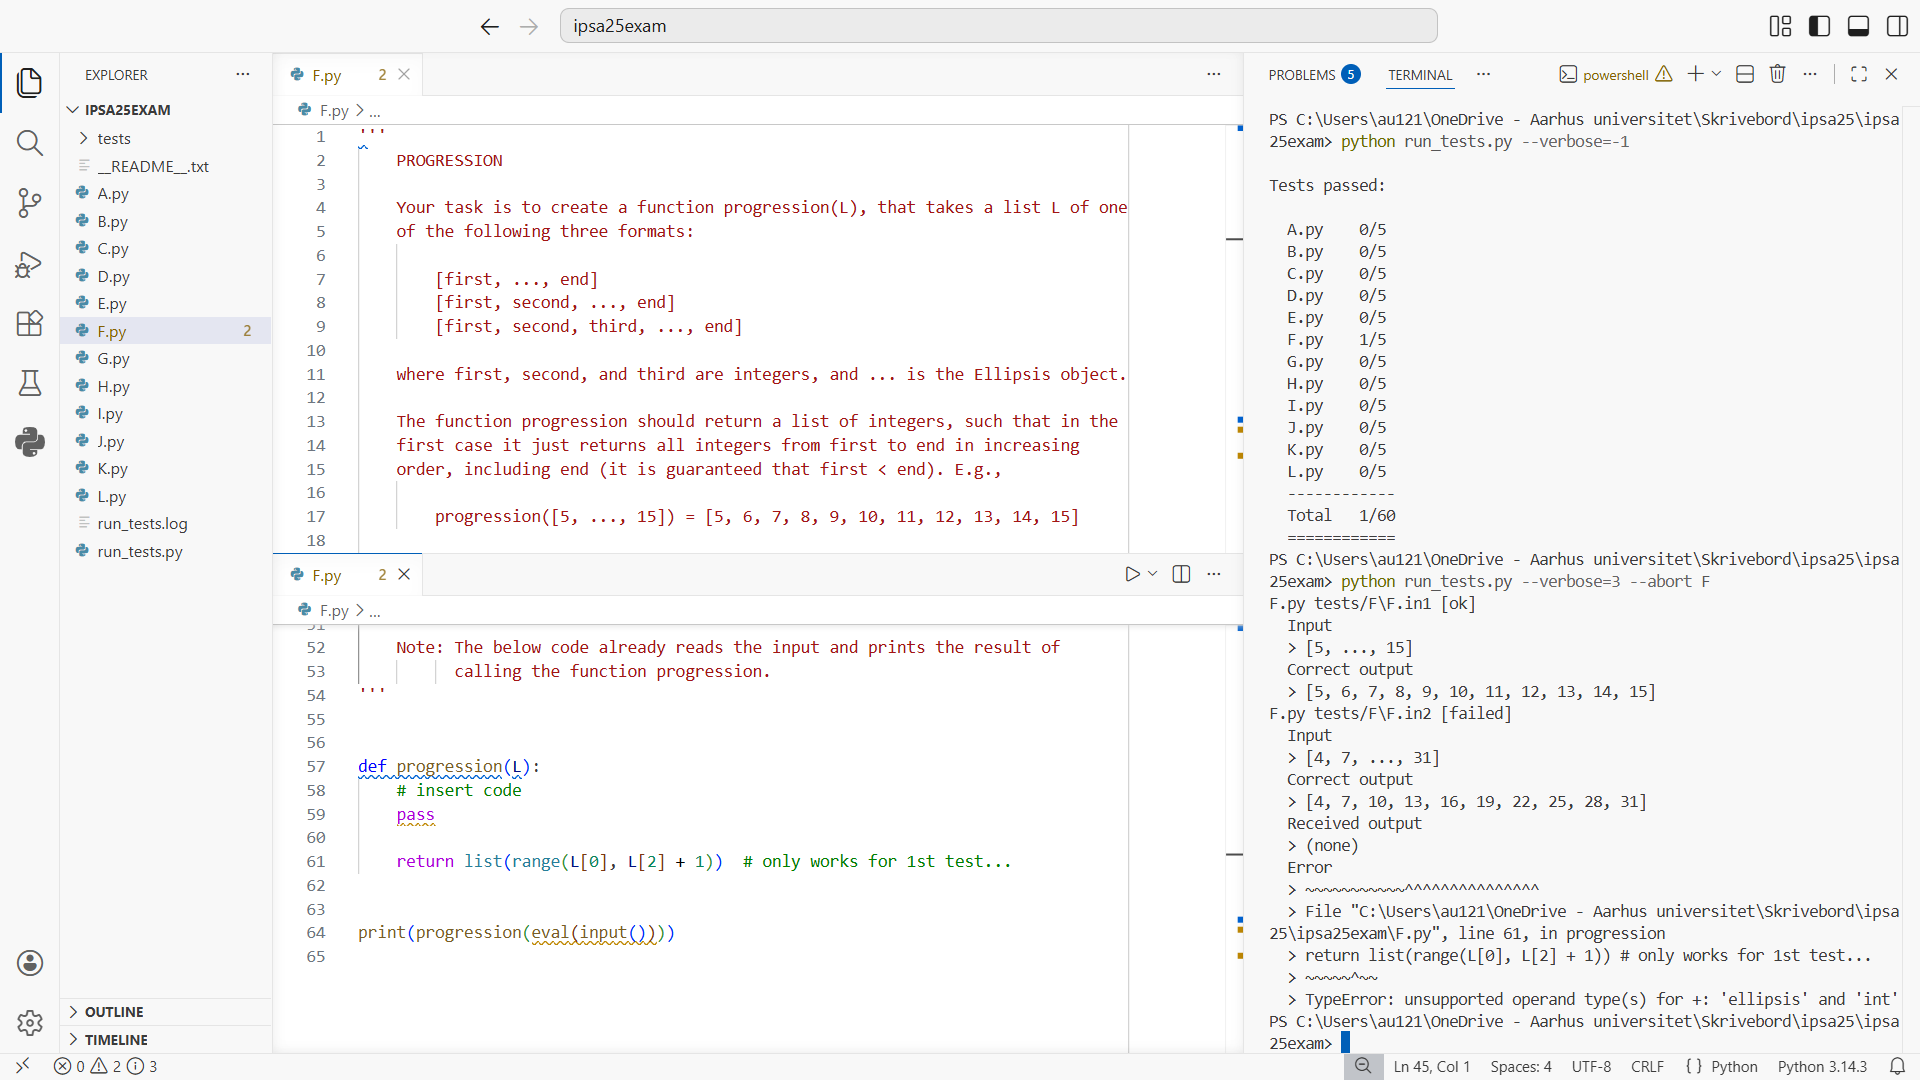 ipsa25exam
EXPLORER
IPSA25EXAM
tests
__README__.txt
A.py
B.py
C.py
D.py
E.py
F.py 2
G.py
H.py
I.py
J.py
K.py
L.py
run_tests.log
run_tests.py
OUTLINE
TIMELINE
F.py 2
F.py > ...
1 '''
2 PROGRESSION
3
4 Your task is to create a function progression(L), that takes a list L of one
5 of the following three formats:
6
7 [first, ..., end]
8 [first, second, ..., end]
9 [first, second, third, ..., end]
10
11 where first, second, and third are integers, and ... is the Ellipsis object.
12
13 The function progression should return a list of integers, such that in the
14 first case it just returns all integers from first to end in increasing
15 order, including end (it is guaranteed that first < end). E.g.,
16
17 progression([5, ..., 15]) = [5, 6, 7, 8, 9, 10, 11, 12, 13, 14, 15]
18
F.py 2
F.py > ...
51
52 Note: The below code already reads the input and prints the result of
53 calling the function progression.
54 '''
55
56
57 def progression(L):
58 # insert code
59 pass
60
61 return list(range(L[0], L[2] + 1))  # only works for 1st test...
62
63
64 print(progression(eval(input())))
65
PROBLEMS 5 TERMINAL powershell
PS C:\Users\au121\OneDrive - Aarhus universitet\Skrivebord\ipsa25\ipsa
25exam> python run_tests.py --verbose=-1
Tests passed:
A.py 0/5
B.py 0/5
C.py 0/5
D.py 0/5
E.py 0/5
F.py 1/5
G.py 0/5
H.py 0/5
I.py 0/5
J.py 0/5
K.py 0/5
L.py 0/5
------------
Total 1/60
============
PS C:\Users\au121\OneDrive - Aarhus universitet\Skrivebord\ipsa25\ipsa
25exam> python run_tests.py --verbose=3 --abort F
F.py tests/F\F.in1 [ok]
Input
> [5, ..., 15]
Correct output
> [5, 6, 7, 8, 9, 10, 11, 12, 13, 14, 15]
F.py tests/F\F.in2 [failed]
Input
> [4, 7, ..., 31]
Correct output
> [4, 7, 10, 13, 16, 19, 22, 25, 28, 31]
Received output
> (none)
Error
> ~~~~~~~~~~~^^^^^^^^^^^^^^^
> File "C:\Users\au121\OneDrive - Aarhus universitet\Skrivebord\ipsa
25\ipsa25exam\F.py", line 61, in progression
> return list(range(L[0], L[2] + 1)) # only works for 1st test...
> ~~~~~^~~
> TypeError: unsupported operand type(s) for +: 'ellipsis' and 'int'
PS C:\Users\au121\OneDrive - Aarhus universitet\Skrivebord\ipsa25\ipsa
25exam>
0 2 3 Ln 45, Col 1 Spaces: 4 UTF-8 CRLF { } Python Python 3.14.3